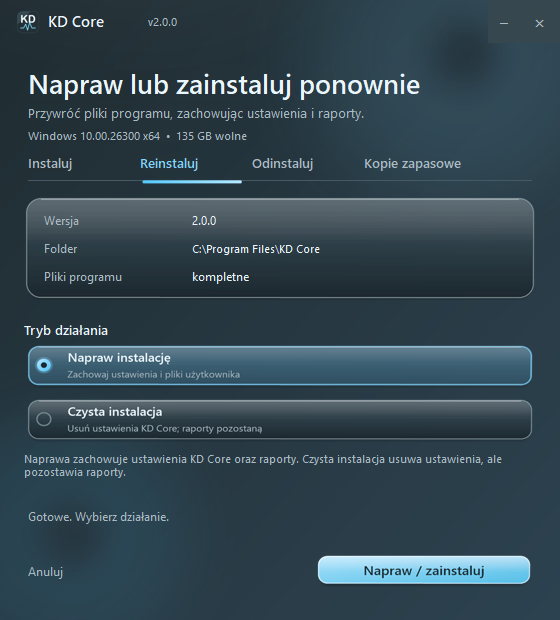 KD KD Core v2.0.0
Napraw lub zainstaluj ponownie
Przywróć pliki programu, zachowując ustawienia i raporty.
Windows 10.00.26300 x64 • 135 GB wolne
Instaluj Reinstaluj Odinstaluj Kopie zapasowe
Wersja 2.0.0
Folder C:\Program Files\KD Core
Pliki programu kompletne
Tryb działania
Napraw instalację
Zachowaj ustawienia i pliki użytkownika
Czysta instalacja
Usuń ustawienia KD Core; raporty pozostaną
Naprawa zachowuje ustawienia KD Core oraz raporty. Czysta instalacja usuwa ustawienia, ale
pozostawia raporty.
Gotowe. Wybierz działanie.
Anuluj Napraw / zainstaluj